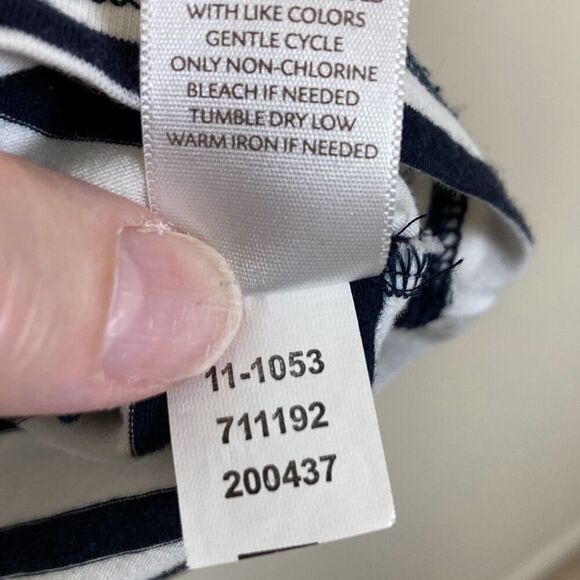 WITH LIKE COLORS
GENTLE CYCLE
ONLY NON-CHLORINE
BLEACH IF NEEDED
TUMBLE DRY LOW
WARM IRON IF NEEDED
11-1053
711192
200437